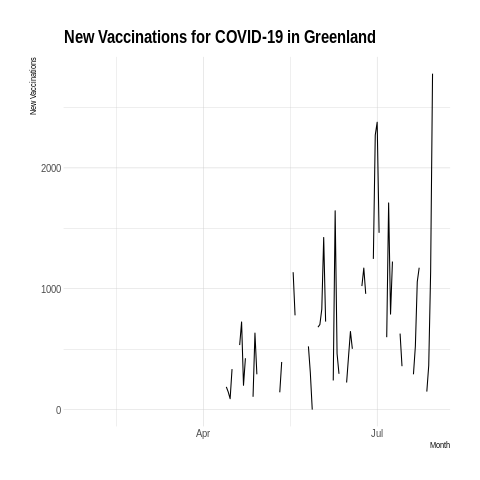 New Vaccinations for COVID-19 in Greenland
New Vaccinations
2000
1000
0
Apr
Jul
Month